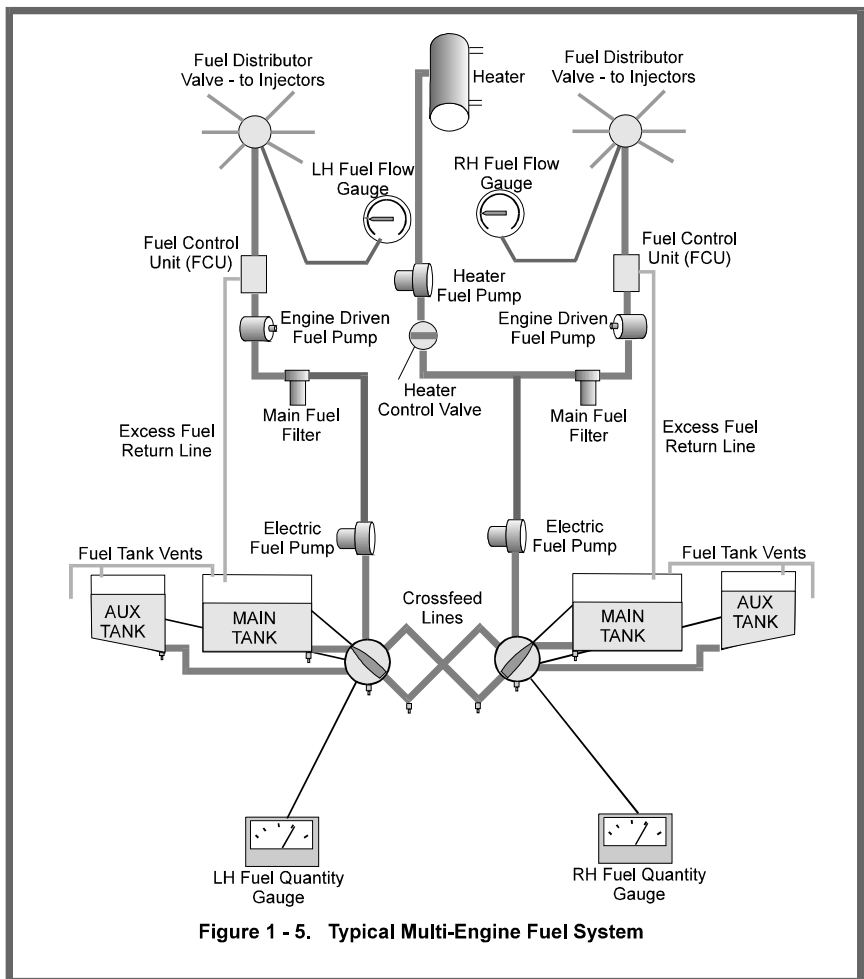 Fuel Distributor
Valve - to Injectors
Heater
Fuel Distributor
Valve - to Injectors
LH Fuel Flow
Gauge
RH Fuel Flow
Gauge
Fuel Control
Unit (FCU)
Heater
Fuel Pump
Fuel Control
Unit (FCU)
Engine Driven
Fuel Pump
Engine Driven
Fuel Pump
Main Fuel
Filter
Heater
Control Valve
Main Fuel
Filter
Excess Fuel
Return Line
Excess Fuel
Return Line
Electric
Fuel Pump
Electric
Fuel Pump
Fuel Tank Vents
Fuel Tank Vents
AUX
TANK
MAIN
TANK
Crossfeed
Lines
MAIN
TANK
AUX
TANK
LH Fuel Quantity
Gauge
RH Fuel Quantity
Gauge
Figure 1 - 5. Typical Multi-Engine Fuel System